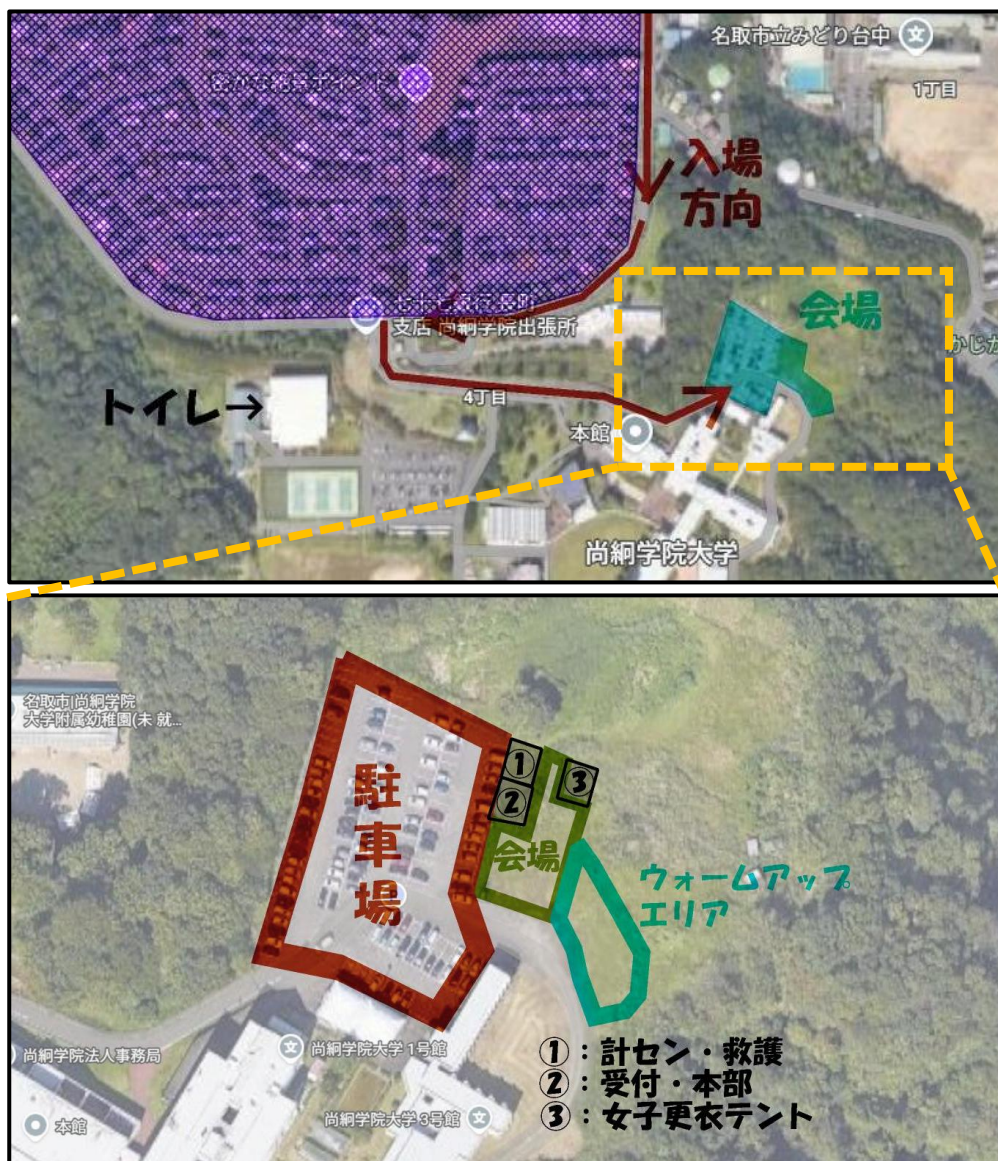 名取市立みどり台中
1丁目
入場
方向
会場
支店 尚絅学院出張所
トイレ→
4丁目
本館
尚絅学院大学
名取市|尚絅学院
大学附属幼稚園(未 就...
①
②
③
駐車場
会場
ウォームアップ
エリア
尚絅学院法人事務局
尚絅学院大学 1号館
本館
尚絅学院大学 3号館
①：計セン・救護
②：受付・本部
③：女子更衣テント